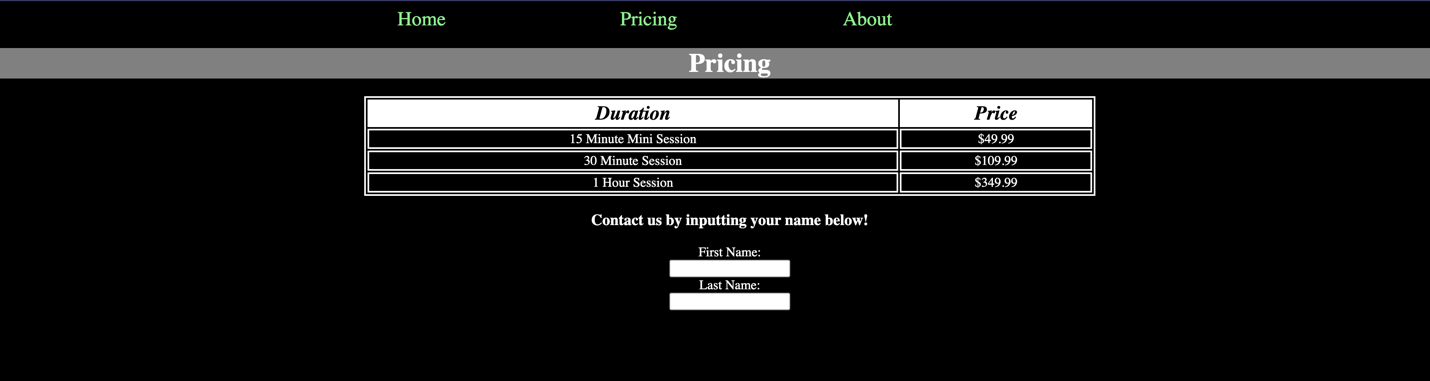 Home Pricing About
Pricing
Duration Price
15 Minute Mini Session $49.99
30 Minute Session $109.99
1 Hour Session $349.99
Contact us by inputting your name below!
First Name:
Last Name: